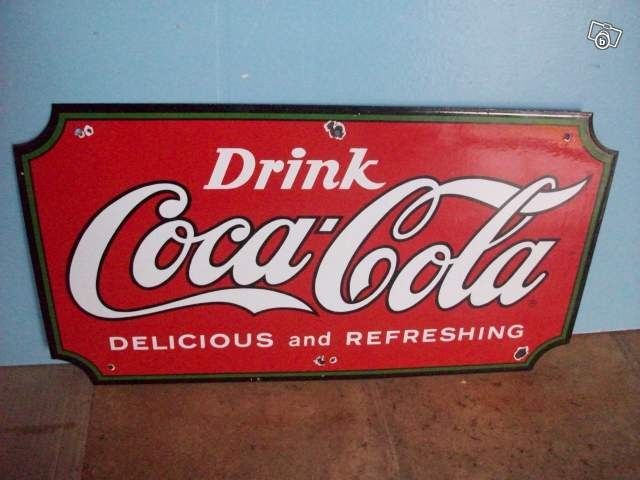 Drink
Coca-Cola
DELICIOUS and REFRESHING